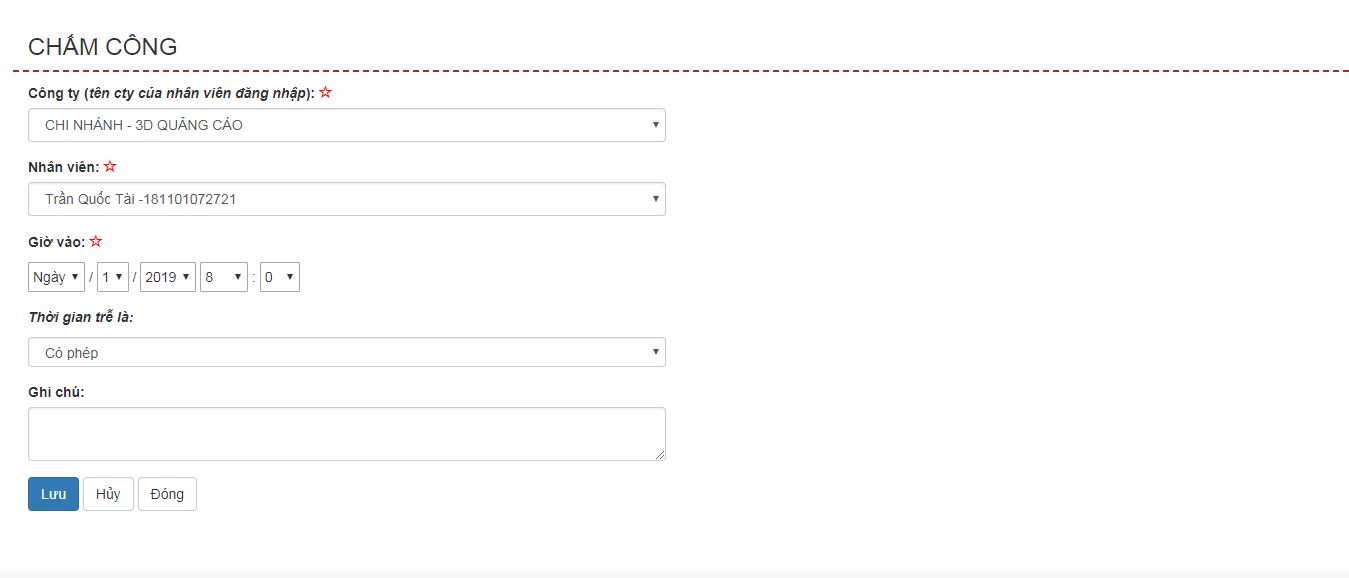 CHẤM CÔNG
Công ty (tên cty của nhân viên đăng nhập):
CHI NHÁNH - 3D QUẢNG CÁO
Nhân viên:
Trần Quốc Tài -181101072721
Giờ vào:
Ngày / 1 / 2019 8 : 0
Thời gian trễ là:
Có phép
Ghi chú:
Lưu Hủy Đóng